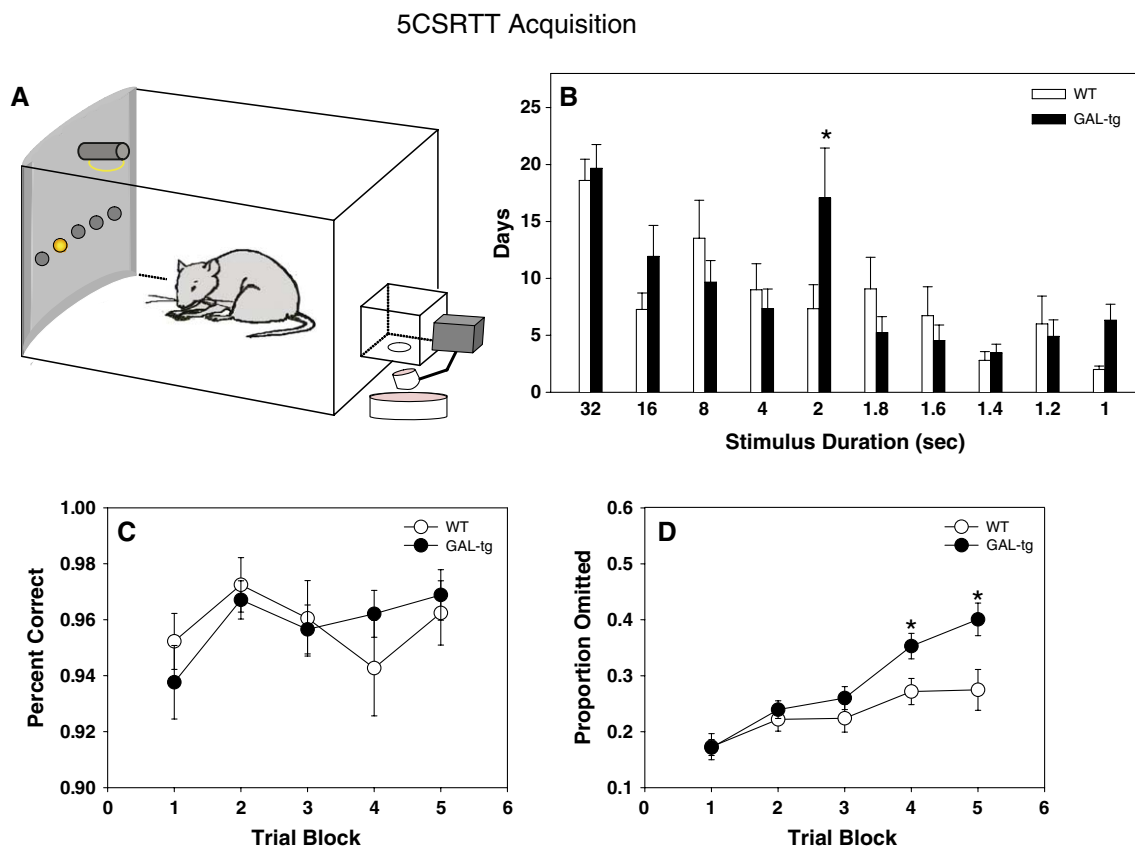 5CSRTT Acquisition
A
B
WT
GAL-tg
*
Days
25
20
15
10
5
0
32 16 8 4 2 1.8 1.6 1.4 1.2 1
Stimulus Duration (sec)
C
WT
GAL-tg
Percent Correct
1.00
0.98
0.96
0.94
0.92
0.90
0 1 2 3 4 5 6
Trial Block
D
WT
GAL-tg
* *
Proportion Omitted
0.6
0.5
0.4
0.3
0.2
0.1
0 1 2 3 4 5 6
Trial Block